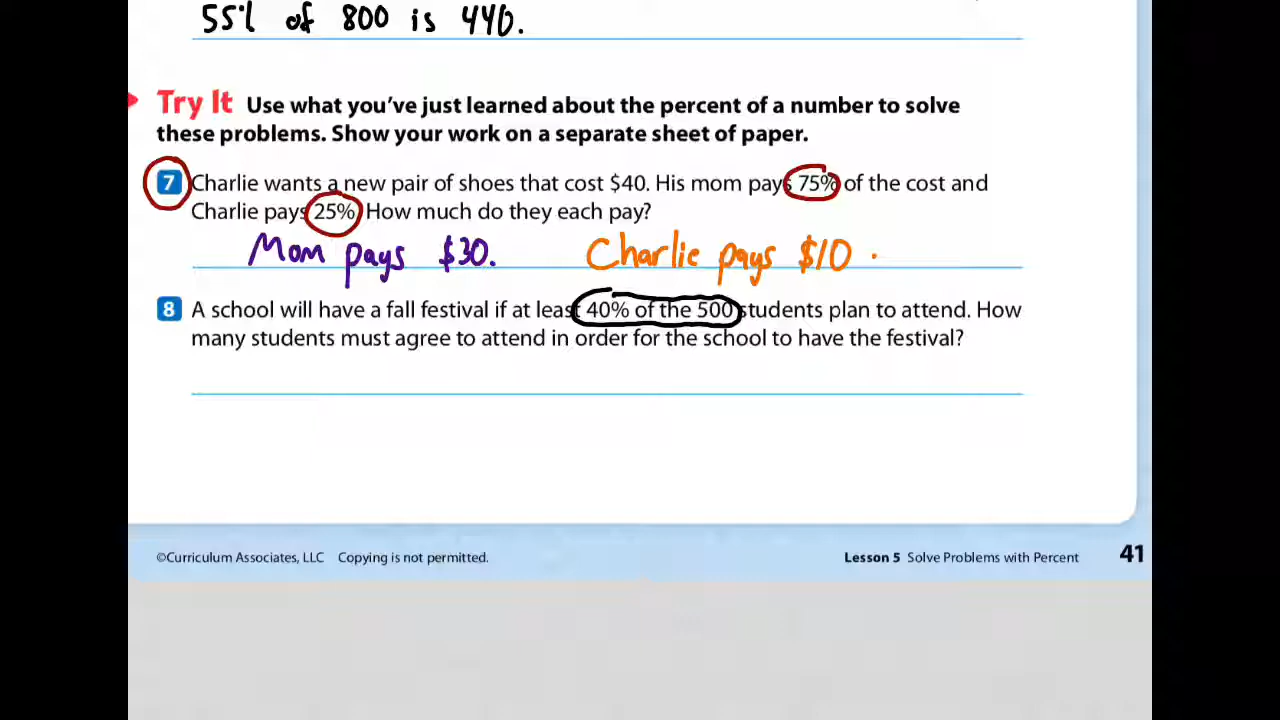 55% of 800 is 440.
Try It Use what you've just learned about the percent of a number to solve
these problems. Show your work on a separate sheet of paper.
7 Charlie wants a new pair of shoes that cost $40. His mom pays 75% of the cost and
Charlie pays 25%. How much do they each pay?
Mom pays $30. Charlie pays $10.
8 A school will have a fall festival if at least 40% of the 500 students plan to attend. How
many students must agree to attend in order for the school to have the festival?
©Curriculum Associates, LLC Copying is not permitted. Lesson 5 Solve Problems with Percent 41